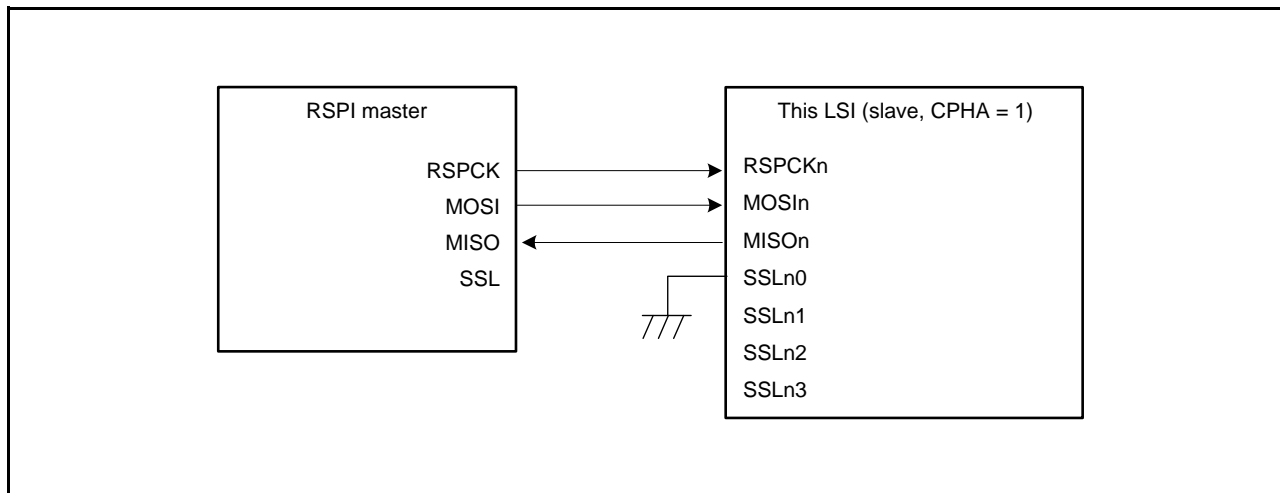 RSPI master
RSPCK
MOSI
MISO
SSL
This LSI (slave, CPHA = 1)
RSPCKn
MOSIn
MISOn
SSLn0
SSLn1
SSLn2
SSLn3